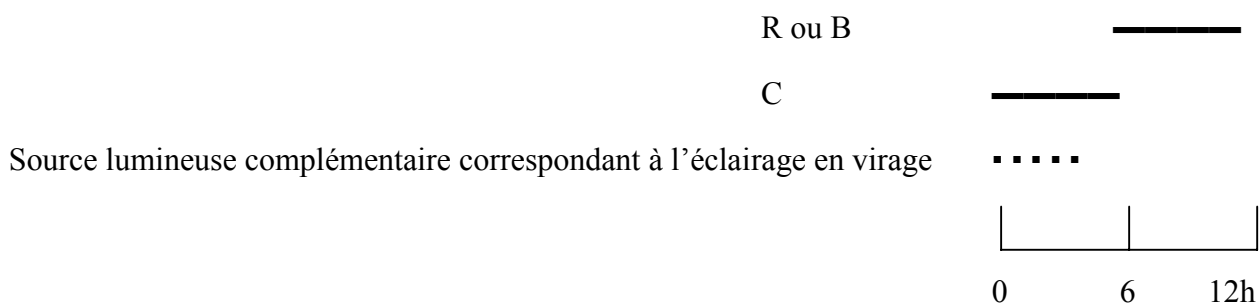 R ou B
C
Source lumineuse complémentaire correspondant à l’éclairage en virage
0 6 12h